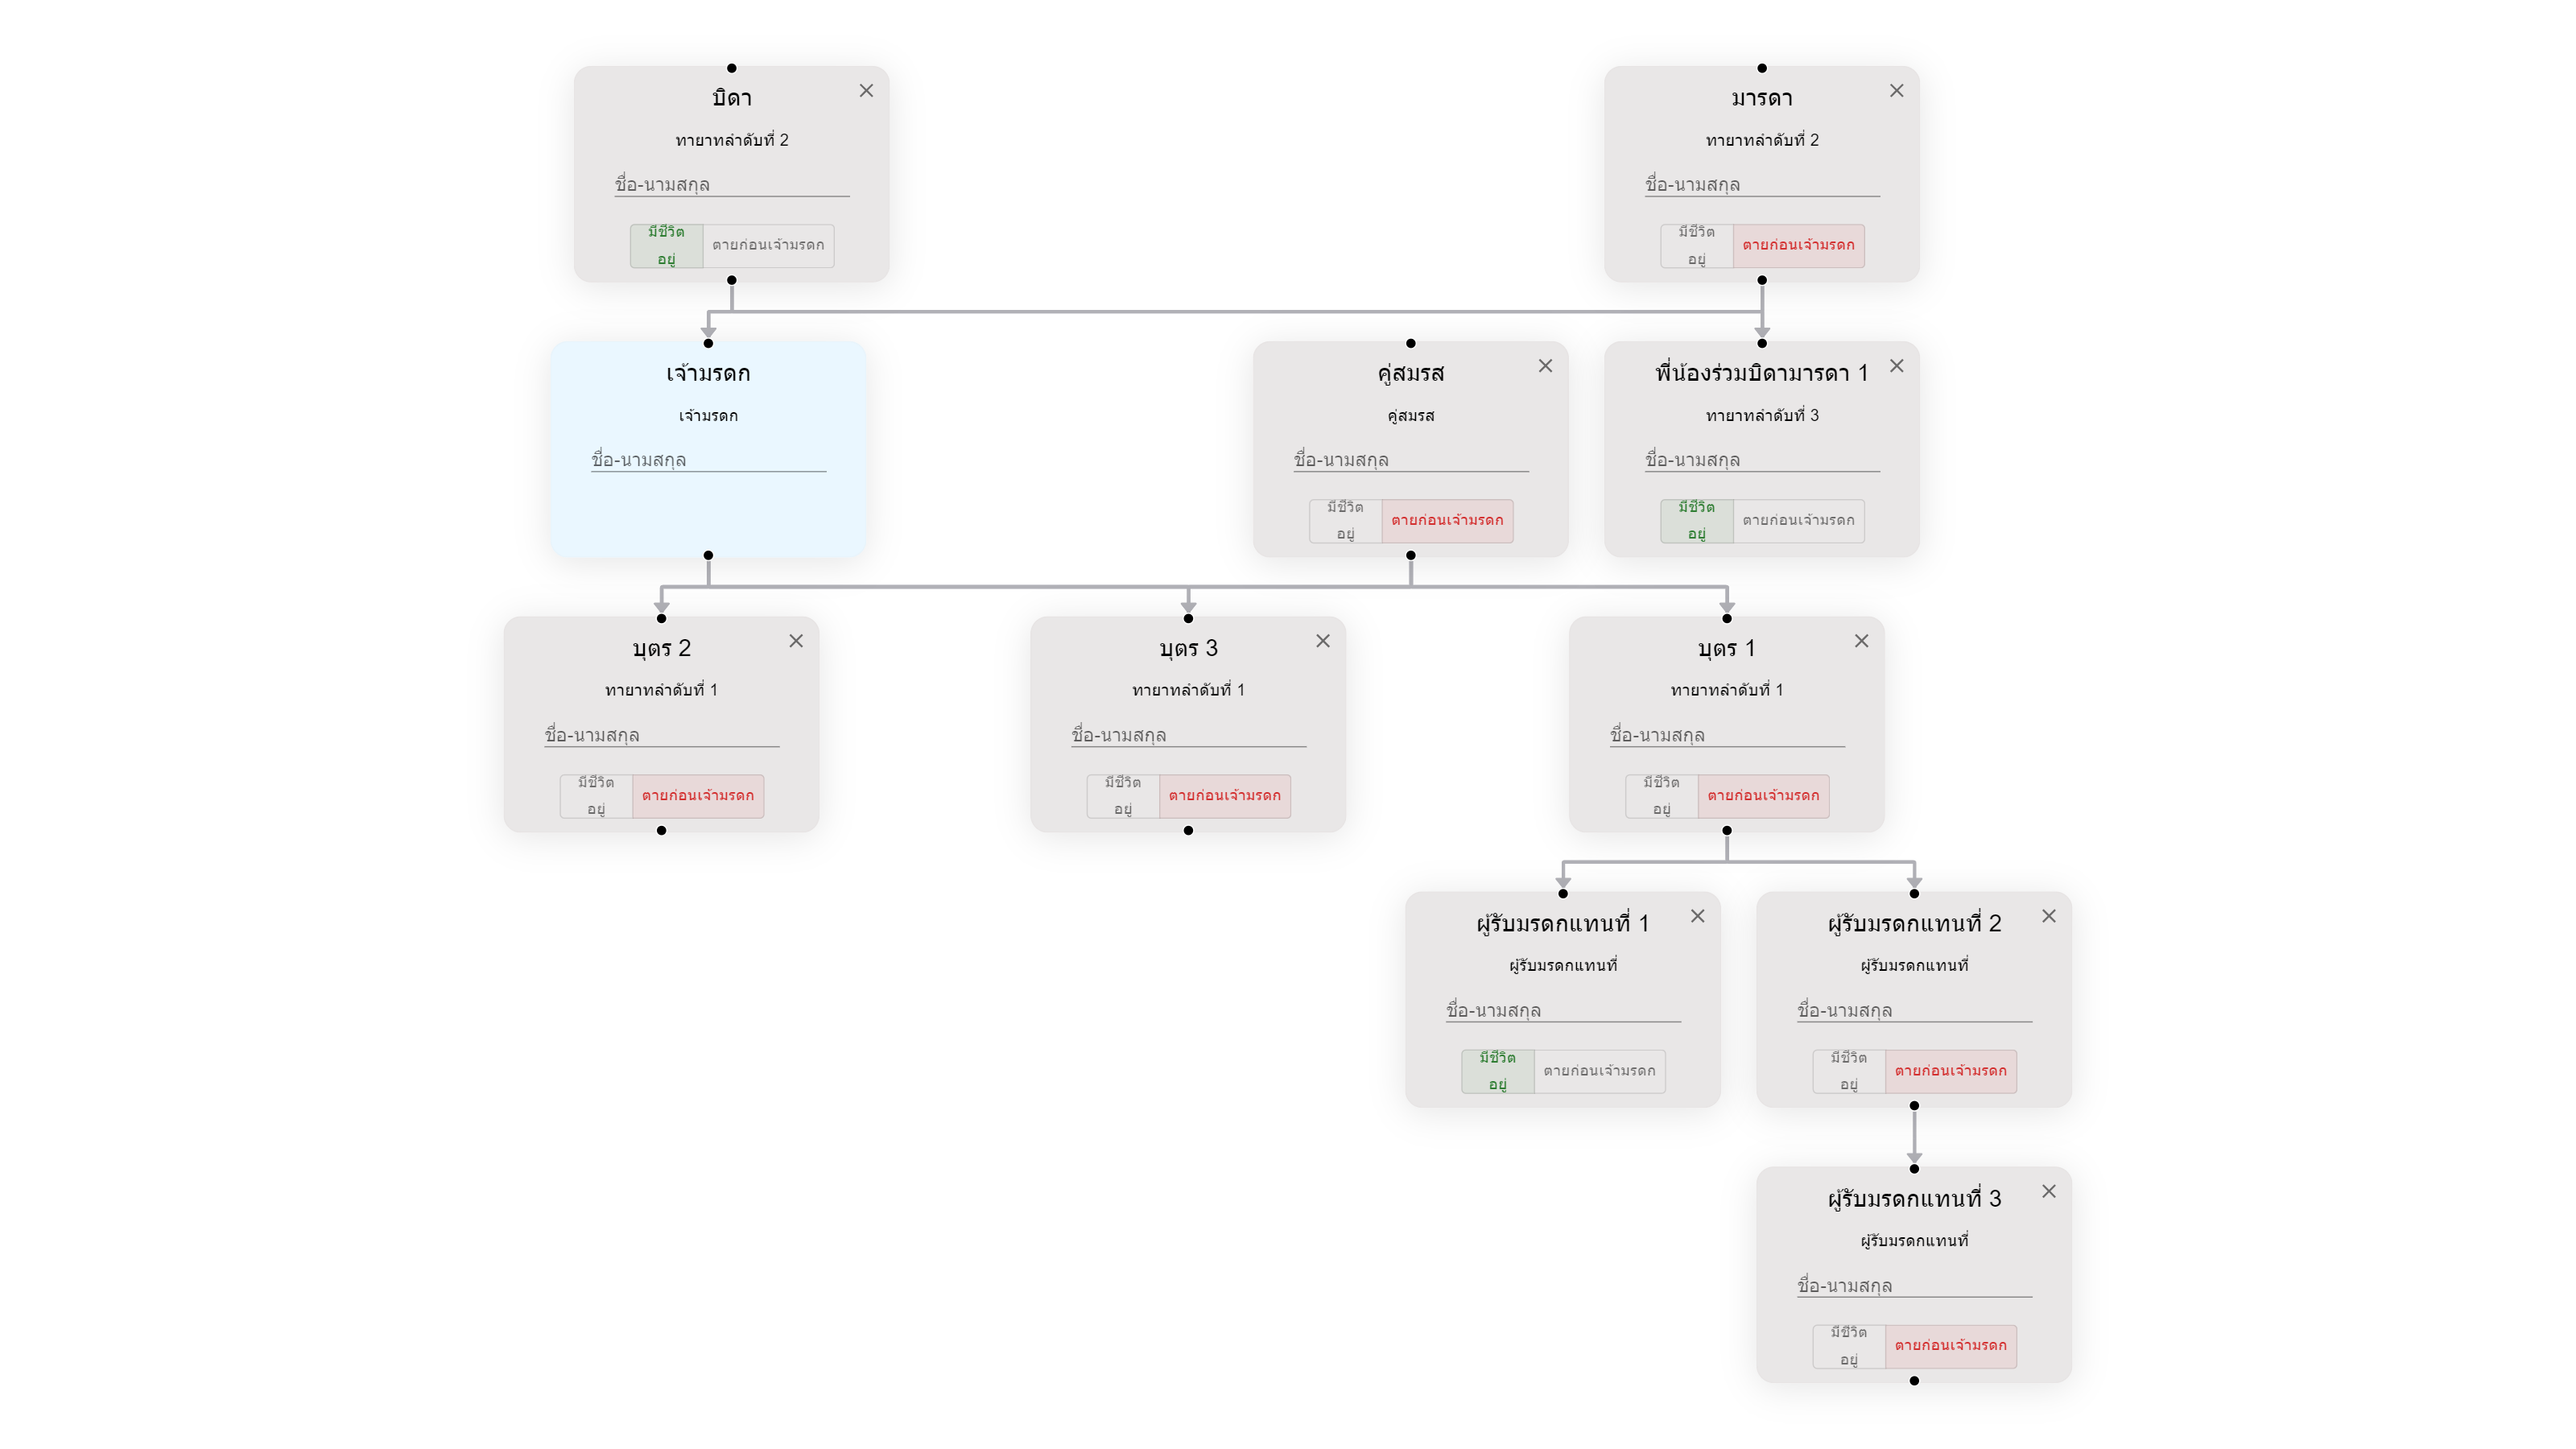 บิดา
ทายาทลำดับที่ 2
ชื่อ-นามสกุล
มีชีวิต
อยู่
ตายก่อนเจ้ามรดก
มารดา
ทายาทลำดับที่ 2
ชื่อ-นามสกุล
มีชีวิต
อยู่
ตายก่อนเจ้ามรดก
เจ้ามรดก
เจ้ามรดก
ชื่อ-นามสกุล
คู่สมรส
คู่สมรส
ชื่อ-นามสกุล
มีชีวิต
อยู่
ตายก่อนเจ้ามรดก
พี่น้องร่วมบิดามารดา 1
ทายาทลำดับที่ 3
ชื่อ-นามสกุล
มีชีวิต
อยู่
ตายก่อนเจ้ามรดก
บุตร 2
ทายาทลำดับที่ 1
ชื่อ-นามสกุล
มีชีวิต
อยู่
ตายก่อนเจ้ามรดก
บุตร 3
ทายาทลำดับที่ 1
ชื่อ-นามสกุล
มีชีวิต
อยู่
ตายก่อนเจ้ามรดก
บุตร 1
ทายาทลำดับที่ 1
ชื่อ-นามสกุล
มีชีวิต
อยู่
ตายก่อนเจ้ามรดก
ผู้รับมรดกแทนที่ 1
ผู้รับมรดกแทนที่
ชื่อ-นามสกุล
มีชีวิต
อยู่
ตายก่อนเจ้ามรดก
ผู้รับมรดกแทนที่ 2
ผู้รับมรดกแทนที่
ชื่อ-นามสกุล
มีชีวิต
อยู่
ตายก่อนเจ้ามรดก
ผู้รับมรดกแทนที่ 3
ผู้รับมรดกแทนที่
ชื่อ-นามสกุล
มีชีวิต
อยู่
ตายก่อนเจ้ามรดก